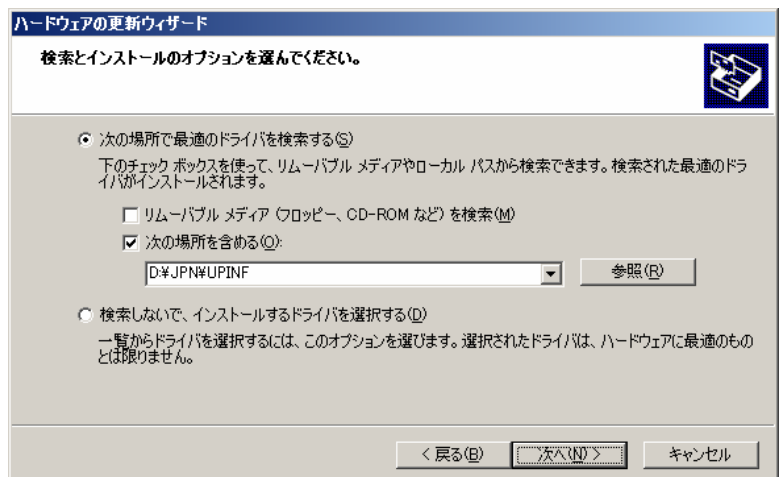 ハードウェアの更新ウィザード
検索とインストールのオプションを選んでください。
次の場所で最適のドライバを検索する(S)
下のチェック ボックスを使って、リムーバブル メディアやローカル パスから検索できます。検索された最適のドラ
イバがインストールされます。
リムーバブル メディア (フロッピー、CD-ROM など) を検索(M)
次の場所を含める(O):
D:¥JPN¥UPINF
参照(R)
検索しないで、インストールするドライバを選択する(D)
一覧からドライバを選択するには、このオプションを選びます。選択されたドライバは、ハードウェアに最適のもの
とは限りません。
< 戻る(B) 次へ(N) > キャンセル